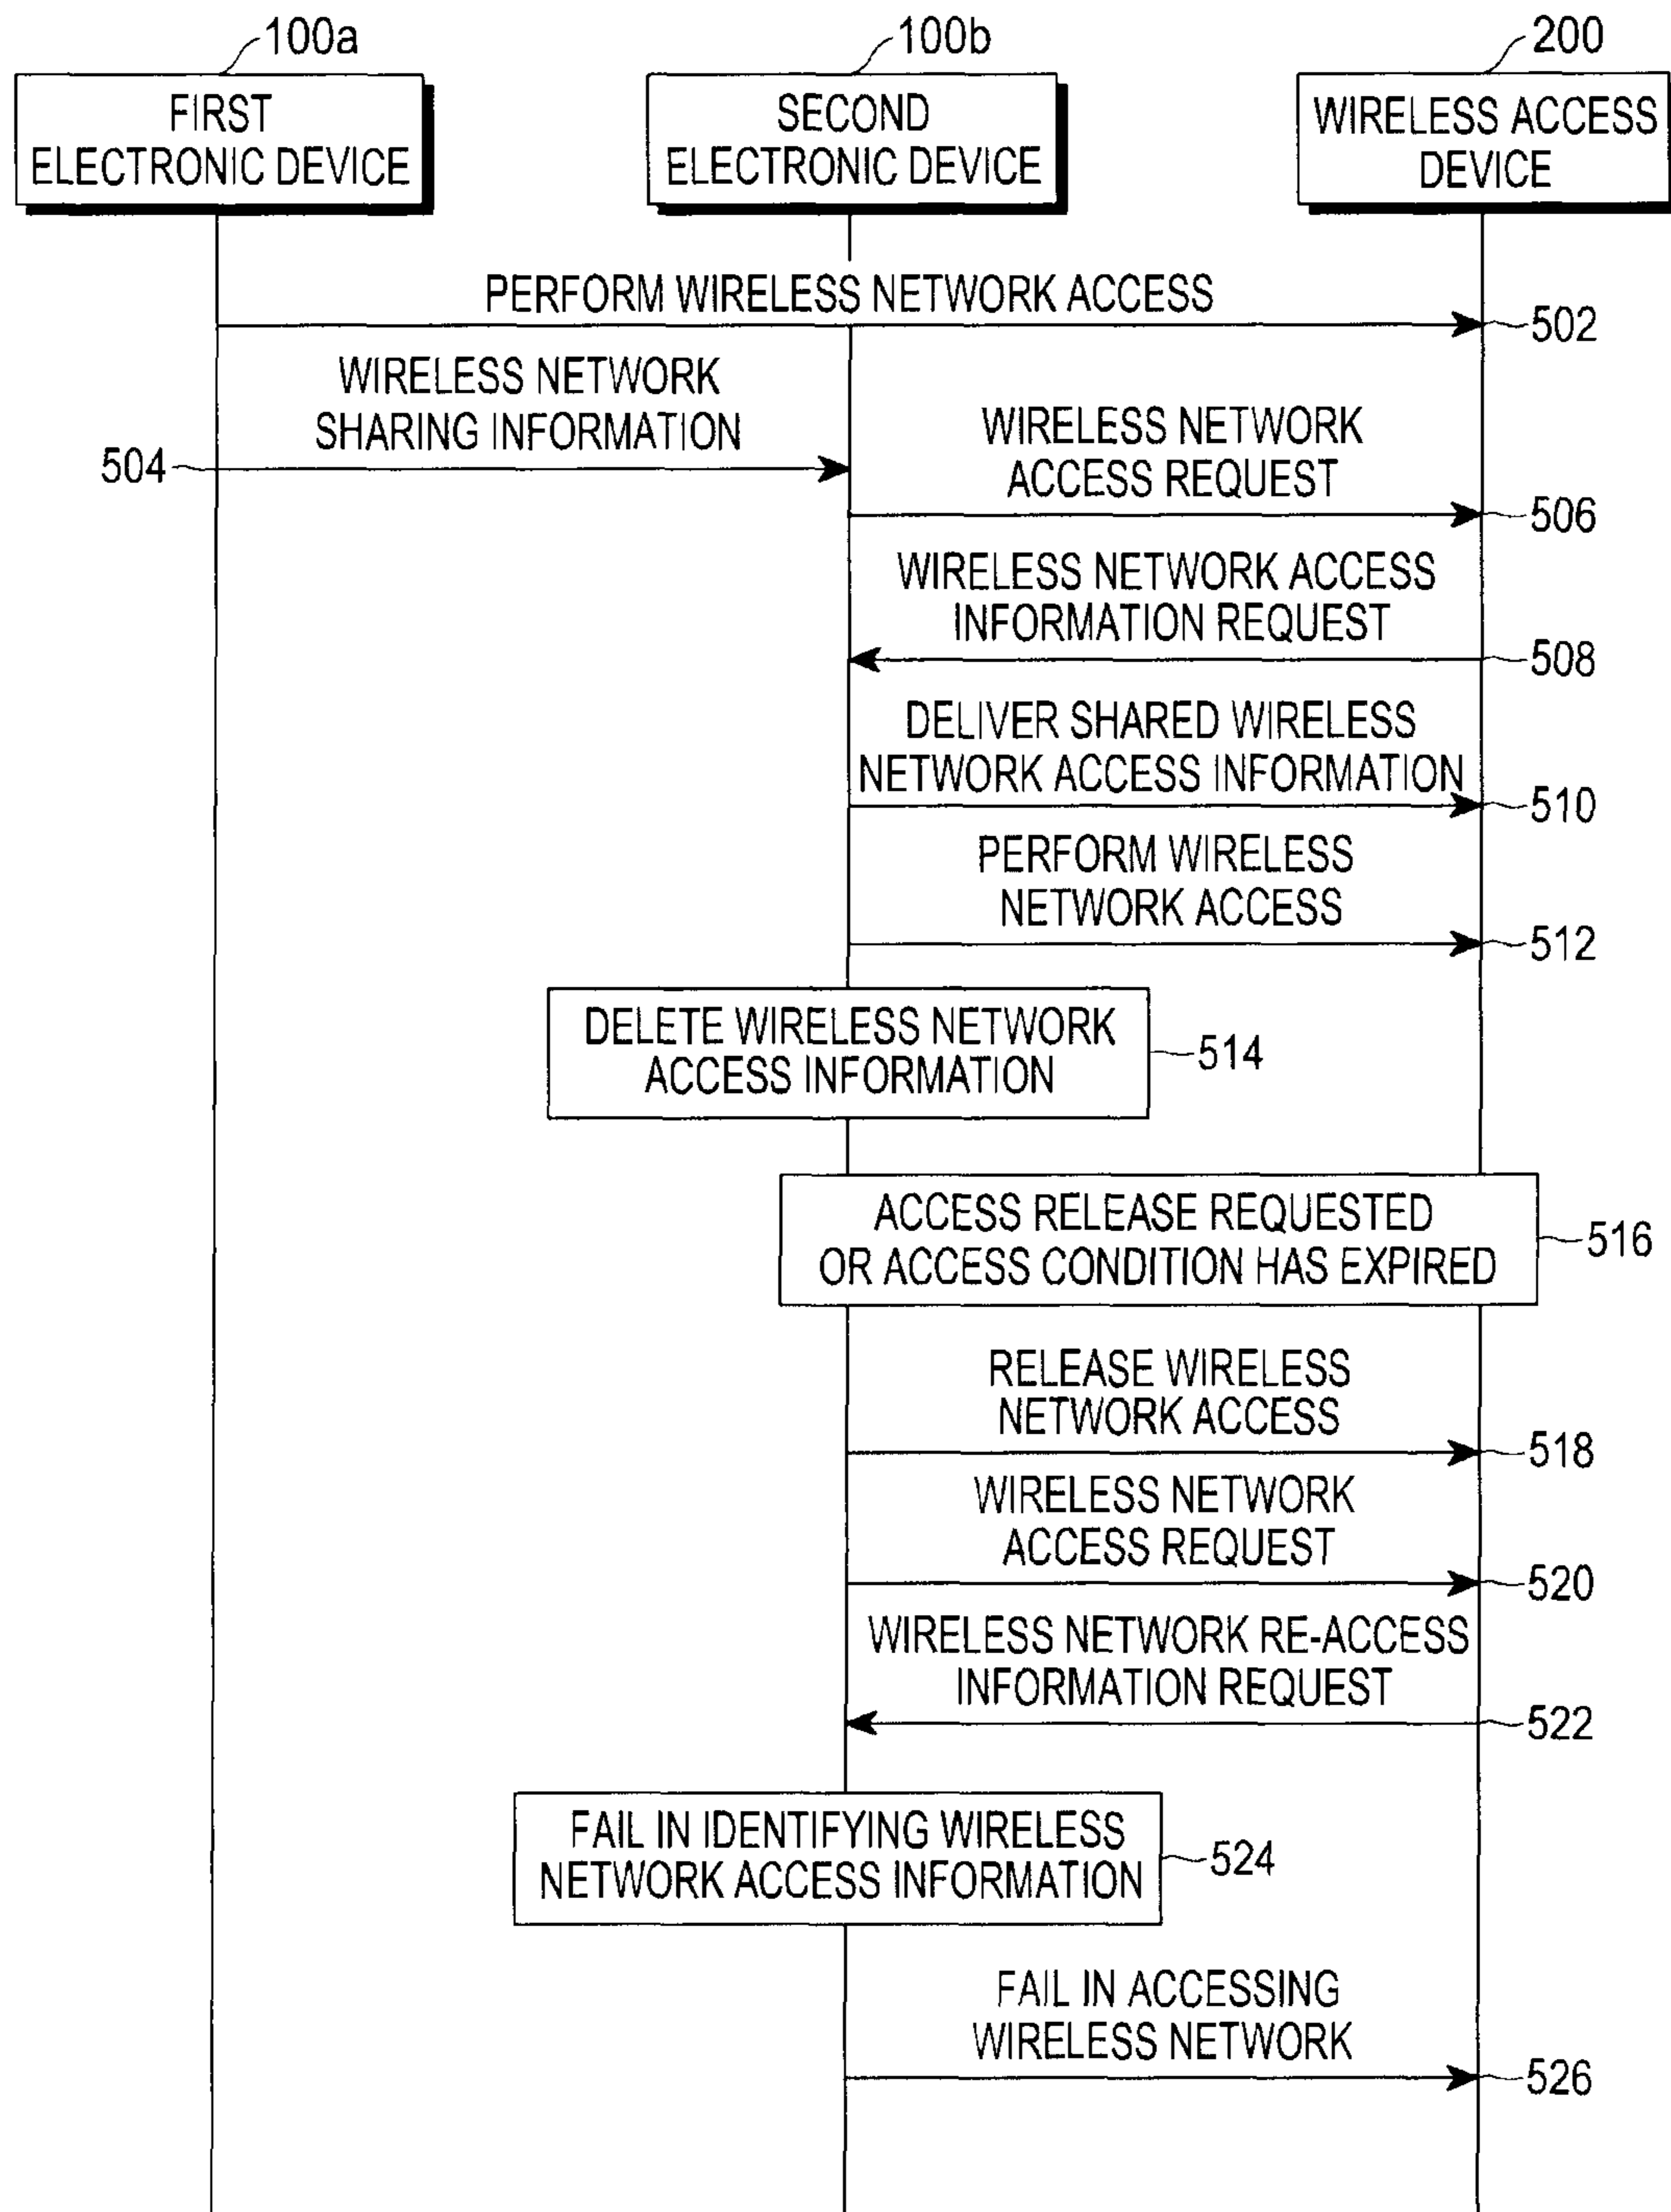 100a
100b
200
FIRST
ELECTRONIC DEVICE
SECOND
ELECTRONIC DEVICE
WIRELESS ACCESS
DEVICE
PERFORM WIRELESS NETWORK ACCESS
502
WIRELESS NETWORK
SHARING INFORMATION
504
WIRELESS NETWORK
ACCESS REQUEST
506
WIRELESS NETWORK ACCESS
INFORMATION REQUEST
508
DELIVER SHARED WIRELESS
NETWORK ACCESS INFORMATION
510
PERFORM WIRELESS
NETWORK ACCESS
512
DELETE WIRELESS NETWORK
ACCESS INFORMATION
514
ACCESS RELEASE REQUESTED
OR ACCESS CONDITION HAS EXPIRED
516
RELEASE WIRELESS
NETWORK ACCESS
518
WIRELESS NETWORK
ACCESS REQUEST
520
WIRELESS NETWORK RE-ACCESS
INFORMATION REQUEST
522
FAIL IN IDENTIFYING WIRELESS
NETWORK ACCESS INFORMATION
524
FAIL IN ACCESSING
WIRELESS NETWORK
526